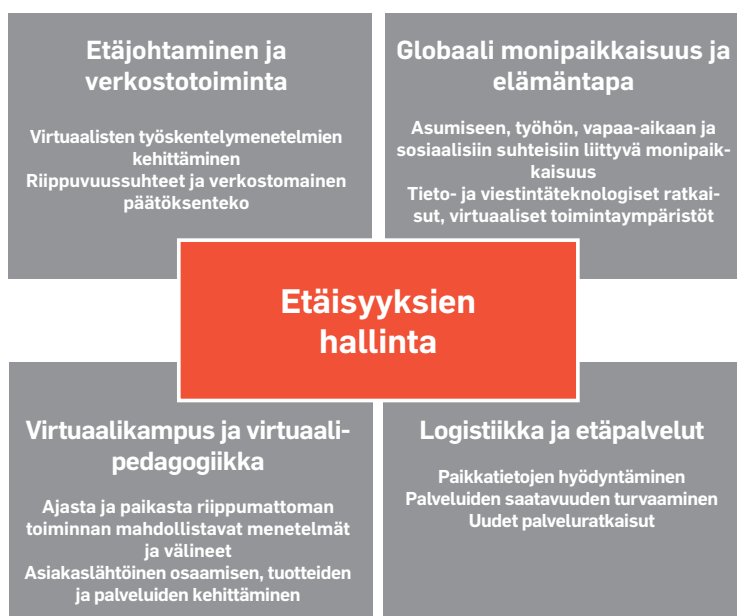 Etäjohtaminen ja
verkostotoiminta
Virtuaalisten työskentelymenetelmien
kehittäminen
Riippuvuussuhteet ja verkostomainen
päätöksenteko
Globaali monipaikkaisuus ja
elämäntapa
Asumiseen, työhön, vapaa-aikaan ja
sosiaalisiin suhteisiin liittyvä monipaik-
kaisuus
Tieto- ja viestintäteknologiset ratkai-
sut, virtuaaliset toimintaympäristöt
Etäisyyksien
hallinta
Virtuaalikampus ja virtuaali-
pedagogiikka
Ajasta ja paikasta riippumattoman
toiminnan mahdollistavat menetelmät
ja välineet
Asiakaslähtöinen osaamisen, tuotteiden
ja palveluiden kehittäminen
Logistiikka ja etäpalvelut
Paikkatietojen hyödyntäminen
Palveluiden saatavuuden turvaaminen
Uudet palveluratkaisut